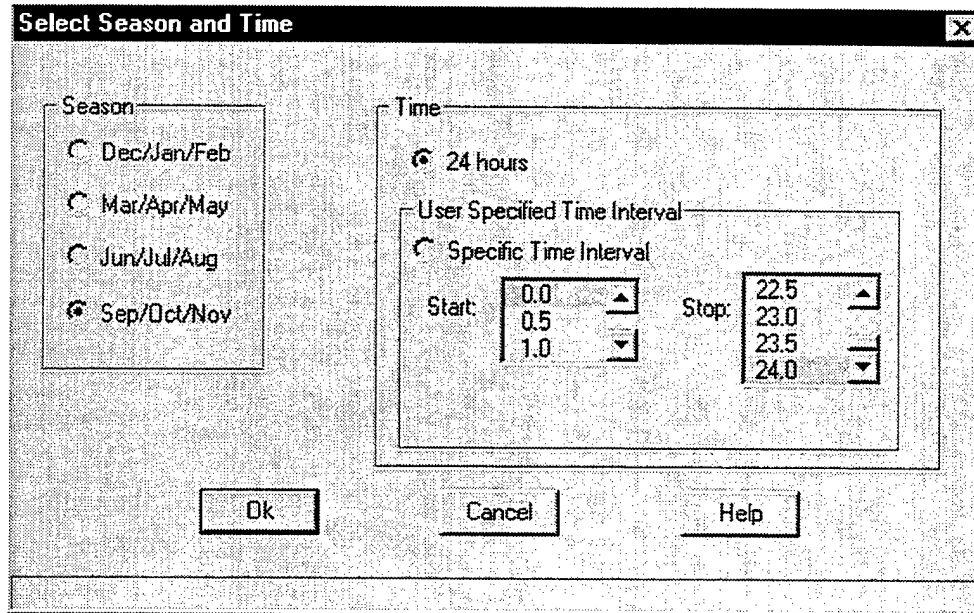 Select Season and Time
Season
Dec/Jan/Feb
Mar/Apr/May
Jun/Jul/Aug
Sep/Oct/Nov
Time
24 hours
User Specified Time Interval
Specific Time Interval
Start:
0.0
0.5
1.0
Stop:
22.5
23.0
23.5
24.0
Ok
Cancel
Help